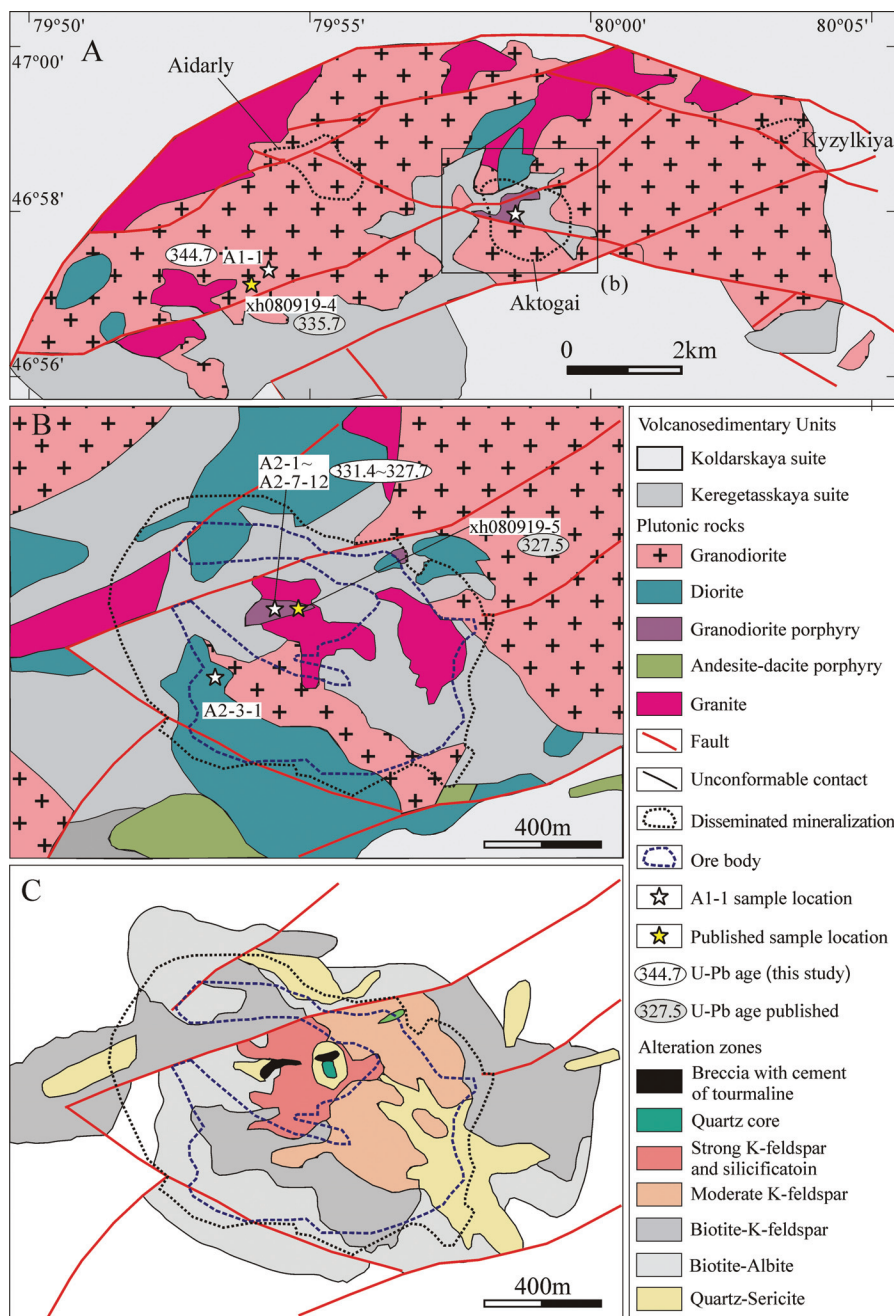 79°50' 79°55' 80°00' 80°05'
47°00'
A
Aidarly
Kyzylkiya
46°58'
344.7 A1-1
xh080919-4
335.7
Aktogai
(b)
46°56'
0 2km
B
A2-1~
A2-7-12
331.4~327.7
xh080919-5
327.5
A2-3-1
400m
C
400m
Volcanosedimentary Units
Koldarskaya suite
Keregetasskaya suite
Plutonic rocks
Granodiorite
Diorite
Granodiorite porphyry
Andesite-dacite porphyry
Granite
Fault
Unconformable contact
Disseminated mineralization
Ore body
A1-1 sample location
Published sample location
344.7 U-Pb age (this study)
327.5 U-Pb age published
Alteration zones
Breccia with cement
of tourmaline
Quartz core
Strong K-feldspar
and silicificatoin
Moderate K-feldspar
Biotite-K-feldspar
Biotite-Albite
Quartz-Sericite